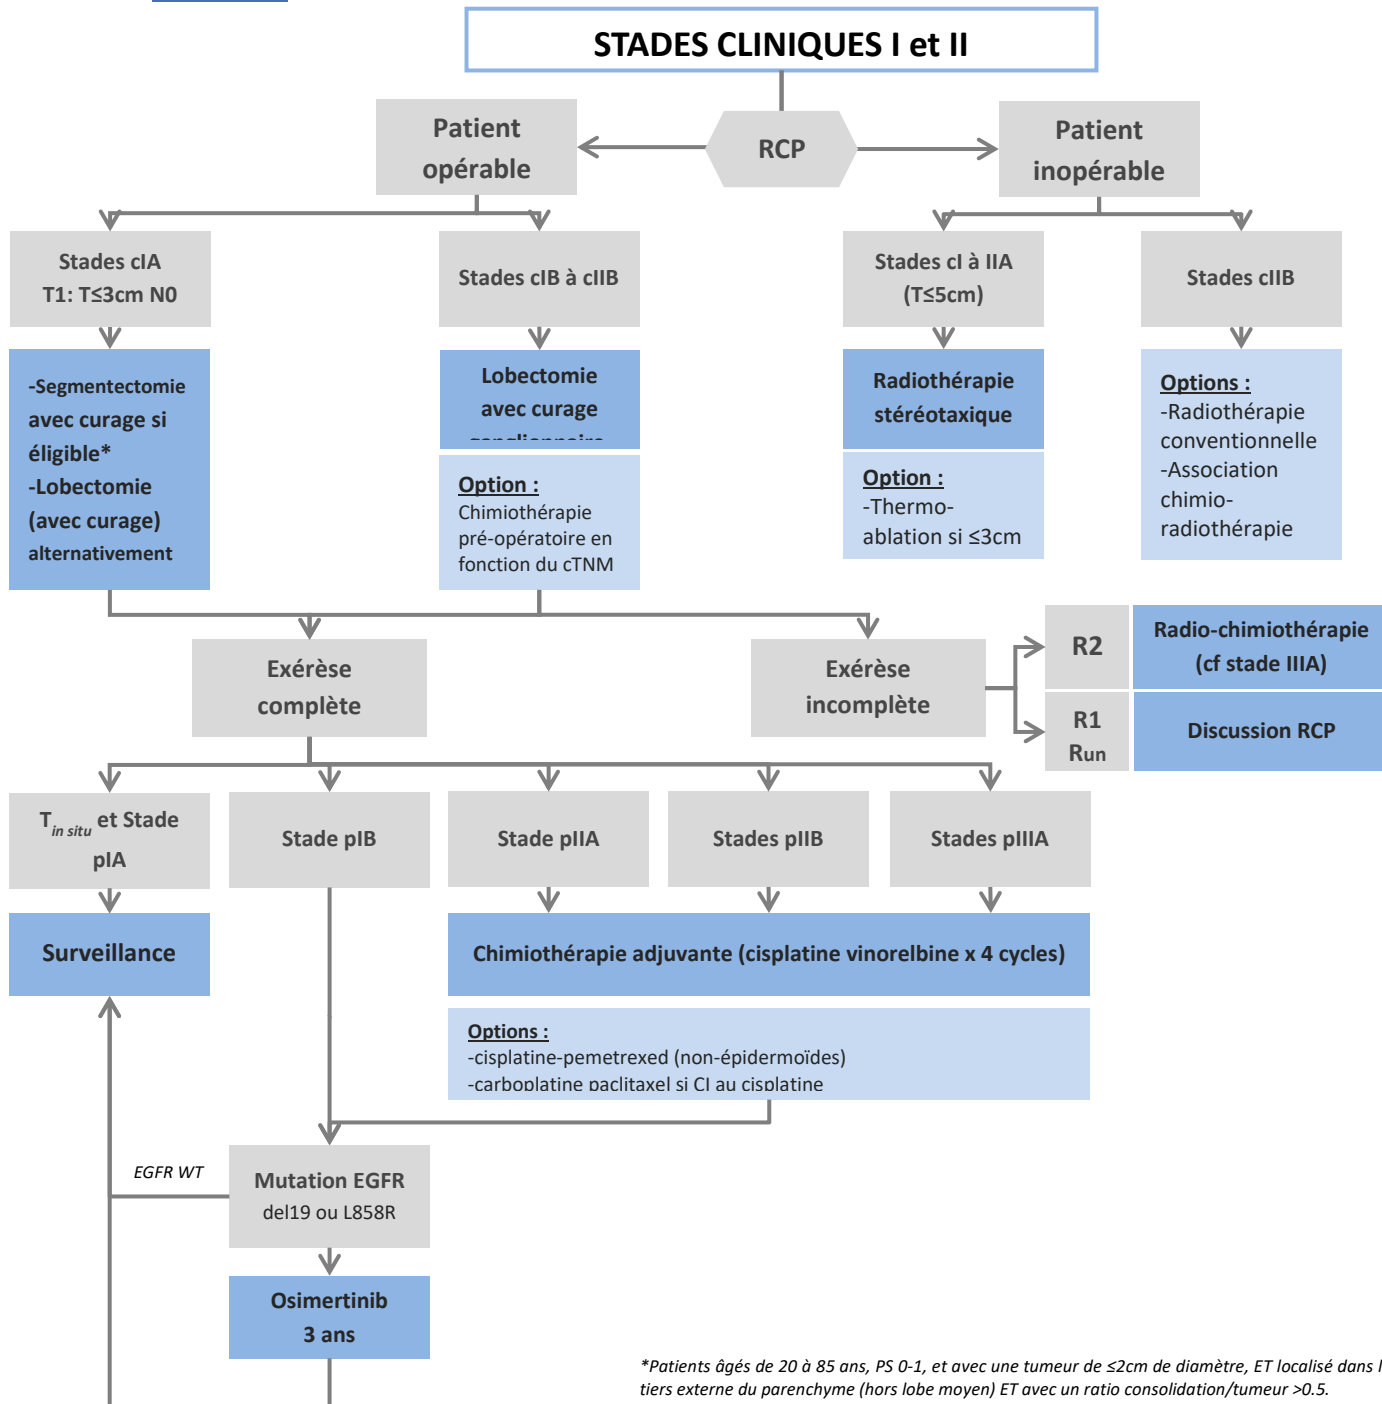 STADES CLINIQUES I et II
Patient
opérable
RCP
Patient
inopérable
Stades cIA
T1: T≤3cm N0
Stades cIB à cIIB
Stades cI à IIA
(T≤5cm)
Stades cIIB
-Segmentectomie
avec curage si
éligible*
-Lobectomie
(avec curage)
alternativement
Lobectomie
avec curage
ganglionnaire
Option :
Chimiothérapie
pré-opératoire en
fonction du cTNM
Radiothérapie
stéréotaxique
Option :
-Thermo-
ablation si ≤3cm
Options :
-Radiothérapie
conventionnelle
-Association
chimio-
radiothérapie
Exérèse
complète
Exérèse
incomplète
R2
Radio-chimiothérapie
(cf stade IIIA)
R1
Run
Discussion RCP
Tin situ et Stade
pIA
Stade pIB
Stade pIIA
Stades pIIB
Stades pIIIA
Surveillance
Chimiothérapie adjuvante (cisplatine vinorelbine x 4 cycles)
Options :
-cisplatine-pemetrexed (non-épidermoïdes)
-carboplatine paclitaxel si CI au cisplatine
EGFR WT
Mutation EGFR
del19 ou L858R
Osimertinib
3 ans
*Patients âgés de 20 à 85 ans, PS 0-1, et avec une tumeur de ≤2cm de diamètre, ET localisé dans l
tiers externe du parenchyme (hors lobe moyen) ET avec un ratio consolidation/tumeur >0.5.